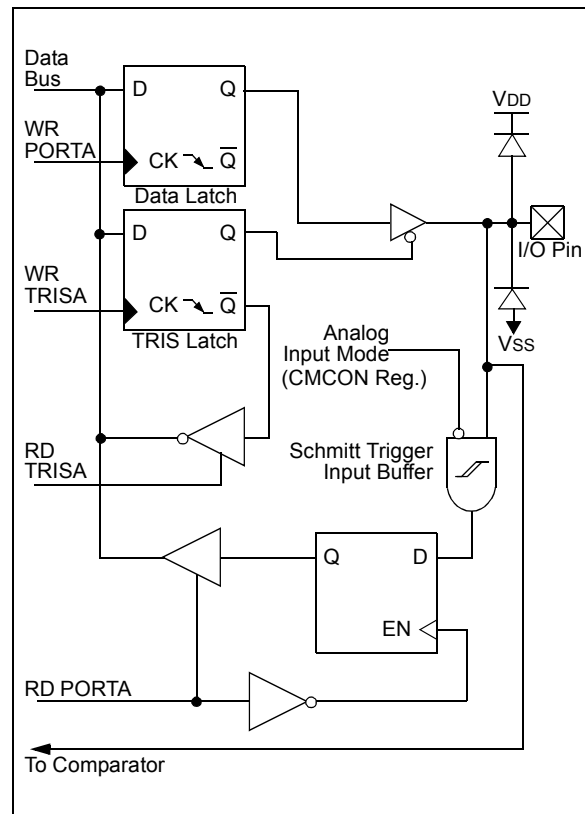 Data
Bus
D Q
VDD
WR
PORTA
CK Q
Data Latch
D Q
I/O Pin
WR
TRISA
CK Q
TRIS Latch
Analog
Input Mode
(CMCON Reg.)
VSS
RD
TRISA
Schmitt Trigger
Input Buffer
Q D
EN
RD PORTA
To Comparator